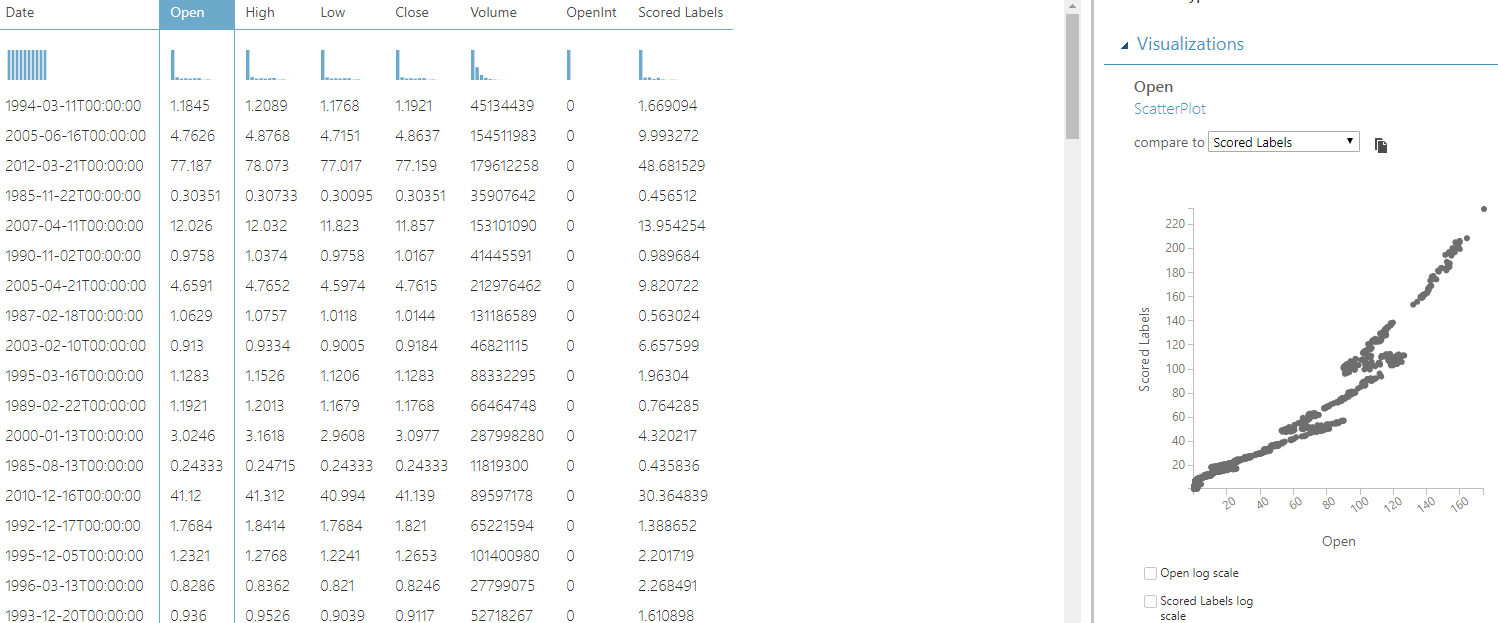 Date Open High Low Close Volume OpenInt Scored Labels
1994-03-11T00:00:00 1.1845 1.2089 1.1768 1.1921 45134439 0 1.669094
2005-06-16T00:00:00 4.7626 4.8768 4.7151 4.8637 154511983 0 9.993272
2012-03-21T00:00:00 77.187 78.073 77.017 77.159 179612258 0 48.681529
1985-11-22T00:00:00 0.30351 0.30733 0.30095 0.30351 35907642 0 0.456512
2007-04-11T00:00:00 12.026 12.032 11.823 11.857 153101090 0 13.954254
1990-11-02T00:00:00 0.9758 1.0374 0.9758 1.0167 41445591 0 0.989684
2005-04-21T00:00:00 4.6591 4.7652 4.5974 4.7615 212976462 0 9.820722
1987-02-18T00:00:00 1.0629 1.0757 1.0118 1.0144 131186589 0 0.563024
2003-02-10T00:00:00 0.913 0.9334 0.9005 0.9184 46821115 0 6.657599
1995-03-16T00:00:00 1.1283 1.1526 1.1206 1.1283 88332295 0 1.96304
1989-02-22T00:00:00 1.1921 1.2013 1.1679 1.1768 66464748 0 0.764285
2000-01-13T00:00:00 3.0246 3.1618 2.9608 3.0977 287998280 0 4.320217
1985-08-13T00:00:00 0.24333 0.24715 0.24333 0.24333 11819300 0 0.435836
2010-12-16T00:00:00 41.12 41.312 40.994 41.139 89597178 0 30.364839
1992-12-17T00:00:00 1.7684 1.8414 1.7684 1.821 65221594 0 1.388652
1995-12-05T00:00:00 1.2321 1.2768 1.2241 1.2653 101400980 0 2.201719
1996-03-13T00:00:00 0.8286 0.8362 0.821 0.8246 27799075 0 2.268491
1993-12-20T00:00:00 0.936 0.9526 0.9039 0.9117 52718267 0 1.610898
Visualizations
Open
ScatterPlot
compare to Scored Labels
220
200
180
160
140
120
100
80
60
40
20
Scored Labels
20 40 60 80 100 120 140 160
Open
Open log scale
Scored Labels log
scale